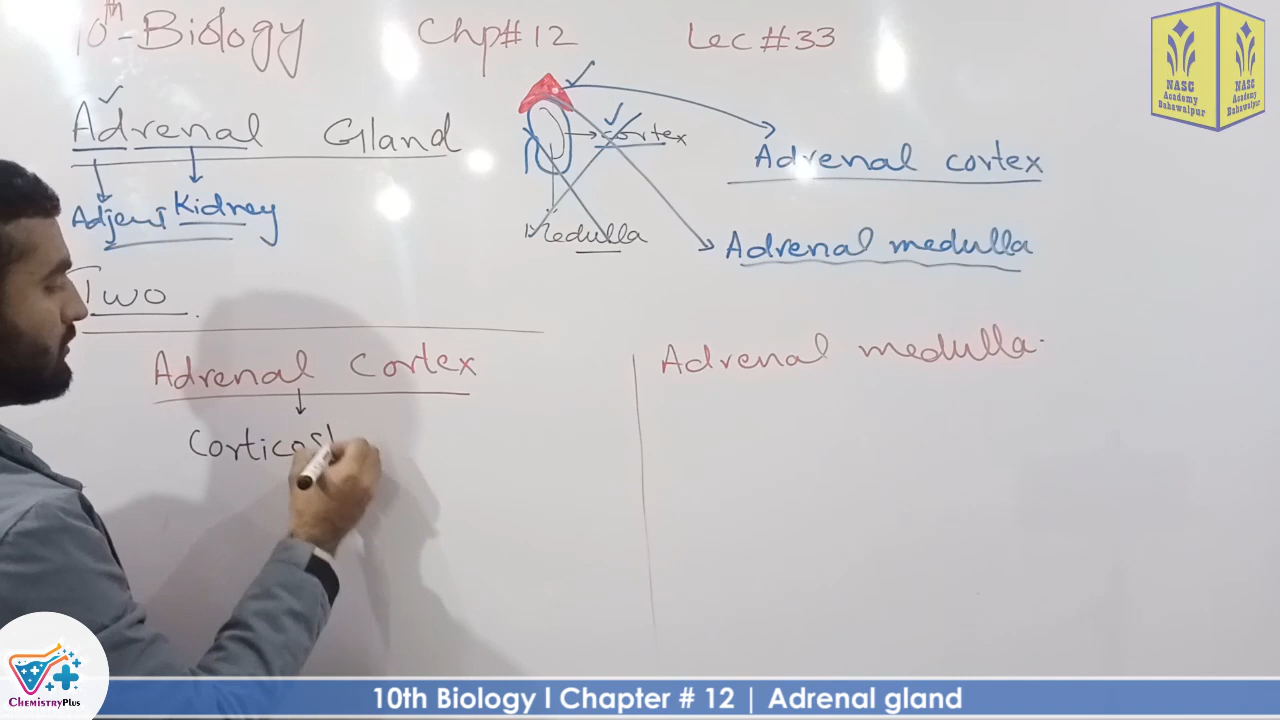 10th Biology Chp# 12 Lec # 33
Adrenal Gland
cortex
Adrenal cortex
Adjent Kidney
Medulla
Adrenal medulla
Two.
Adrenal Cortex
Adrenal medulla.
Corticost
NASC
Academy
Bahawalpur
NASC
Academy
Bahawalpur
ChemistryPlus
10th Biology I Chapter # 12 | Adrenal gland